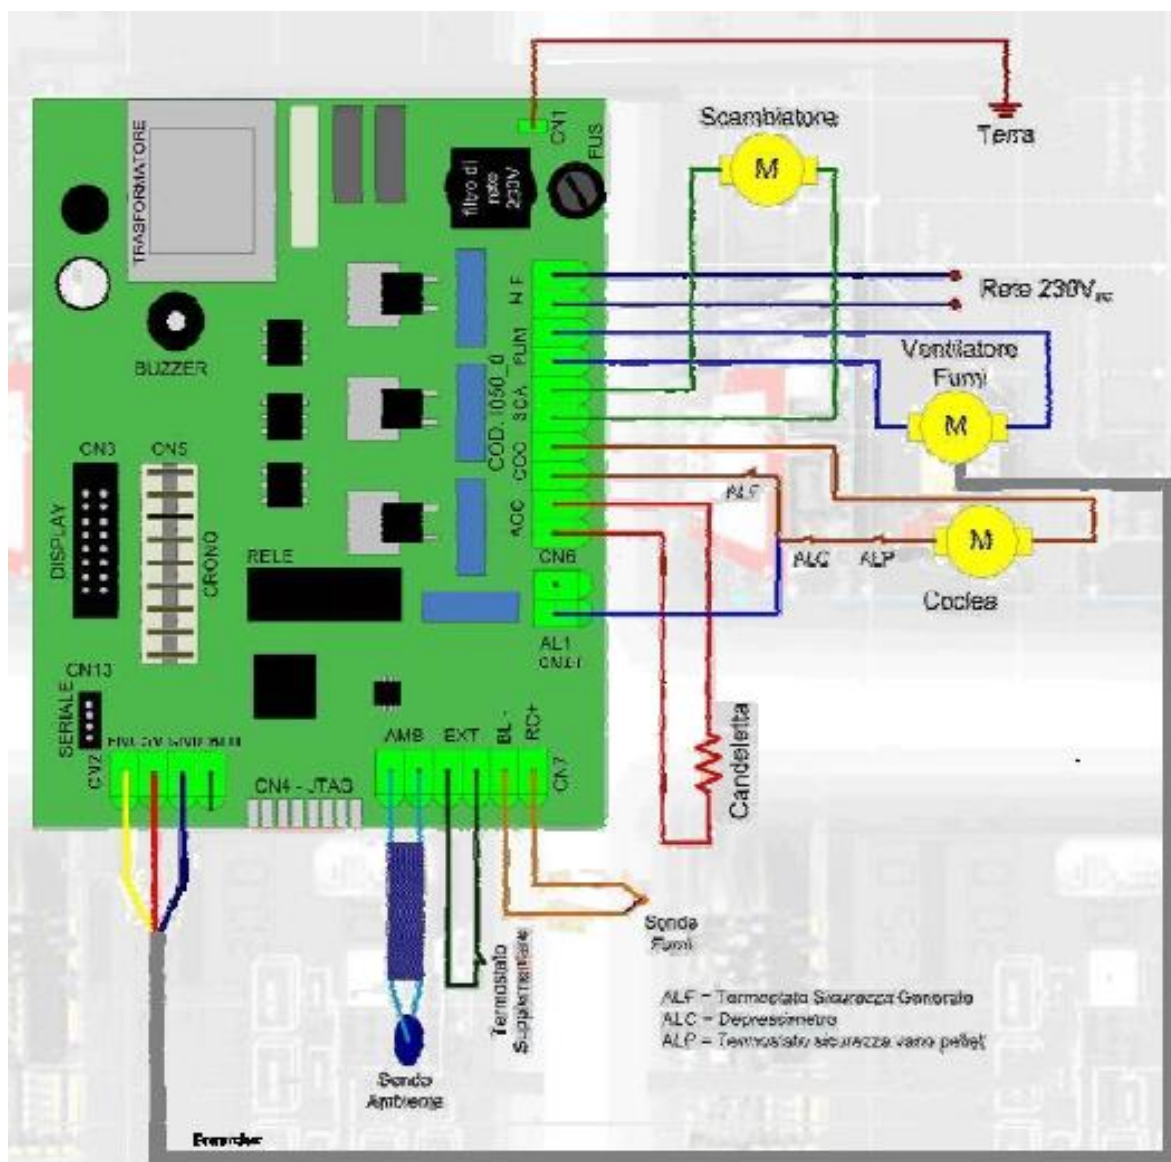 CN1
Terra
TRASFORMATORE
filtro di
rete
230V
FUS
Scambiatore
M
N F
Rete 230Vac
BUZZER
FUM
Ventilatore
Fumi
M
COD. I050_0
SCA
COC
ALF
ACC
ALC
ALP
M
Coclea
CN3
CN5
DISPLAY
CRONO
RELE
CN6
AL1
CN13
SERIALE
CN2
AMB
EXT
BL -
RC+
CN7
CN4 - JTAG
Candeletta
Sonda
Fumi
Termostato
Supplementare
Sonda
Ambiente
ALF = Termostato Sicurezza Generale
ALC = Depressimetro
ALP = Termostato sicurezza vano pellet
Encoder